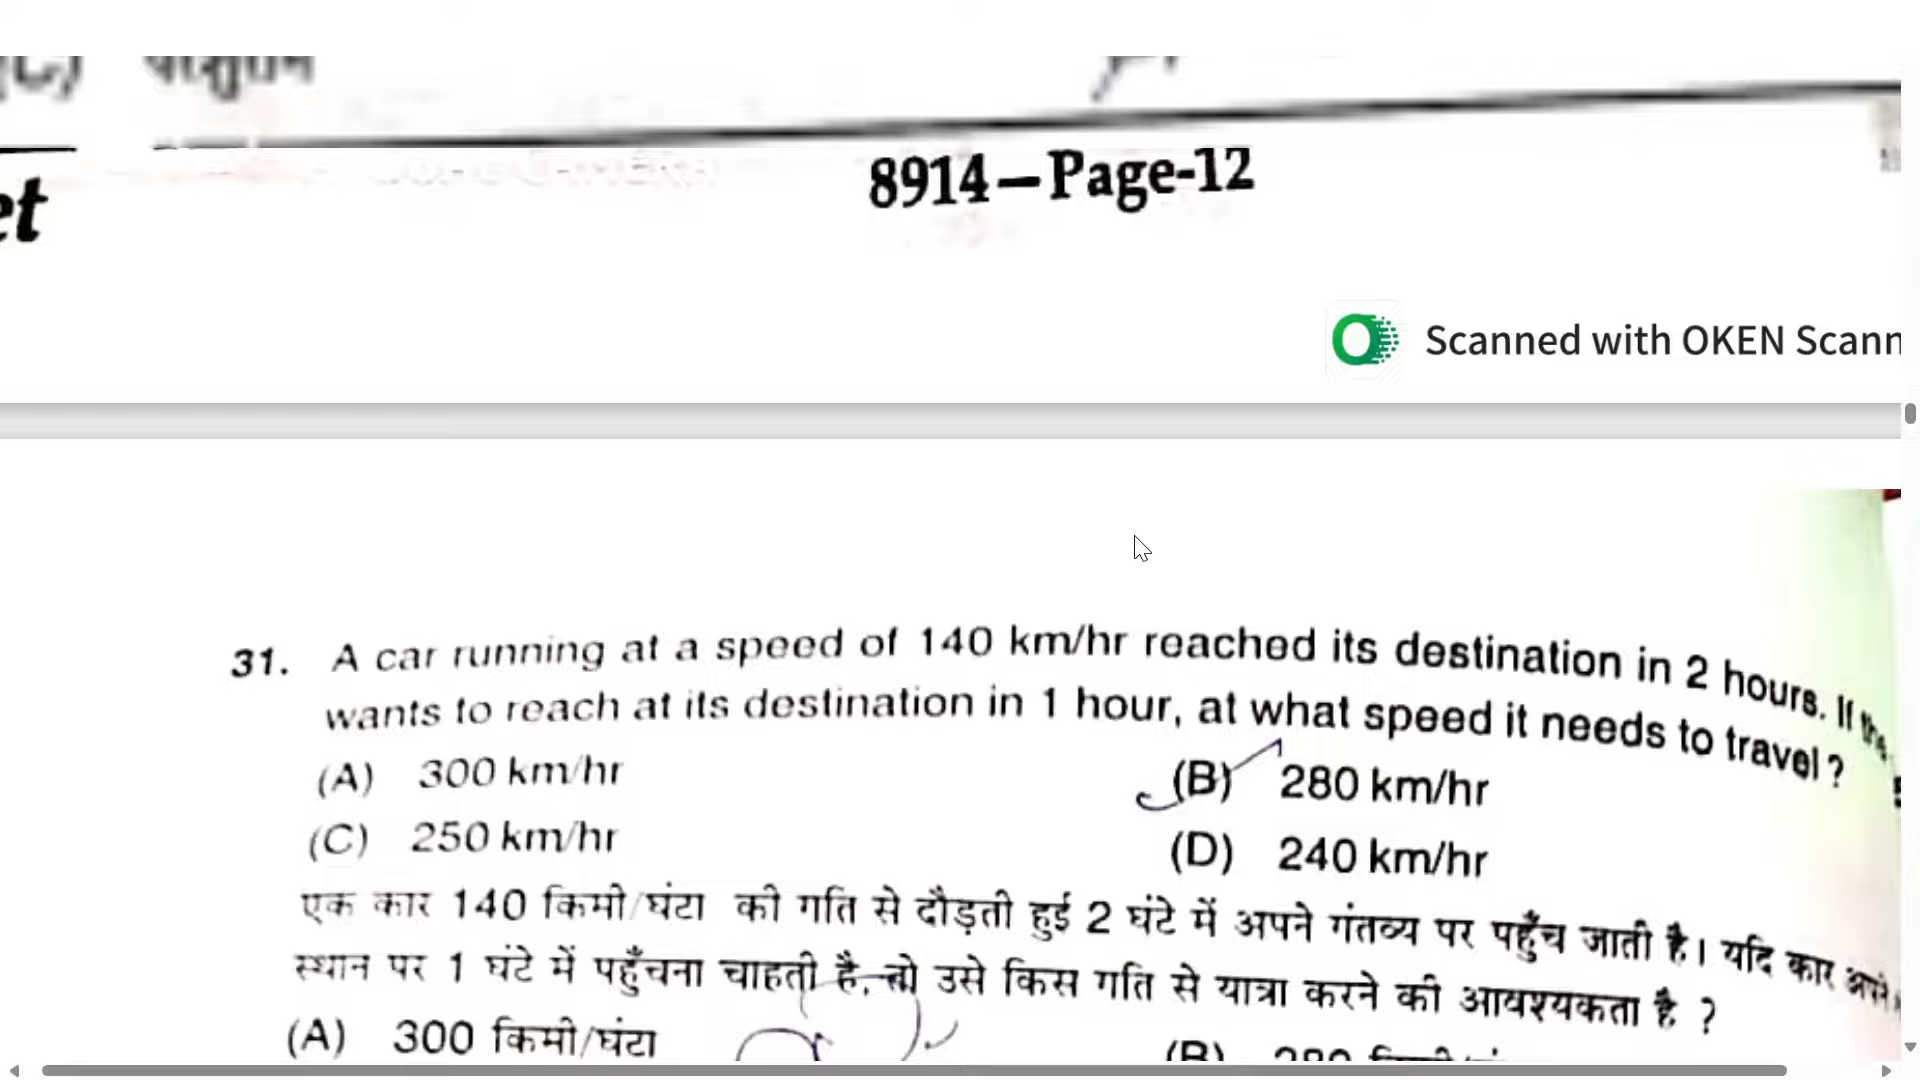 (C)
et
8914–Page-12
Scanned with OKEN Scann
31. A car running at a speed of 140 km/hr reached its destination in 2 hours. If the
wants to reach at its destination in 1 hour, at what speed it needs to travel ?
(A) 300 km/hr (B) 280 km/hr
(C) 250 km/hr (D) 240 km/hr
एक कार 140 किमी/घंटा की गति से दौड़ती हुई 2 घंटे में अपने गंतव्य पर पहुँच जाती है। यदि कार अपने
स्थान पर 1 घंटे में पहुँचना चाहती है, तो उसे किस गति से यात्रा करने की आवश्यकता है ?
(A) 300 किमी/घंटा (B)